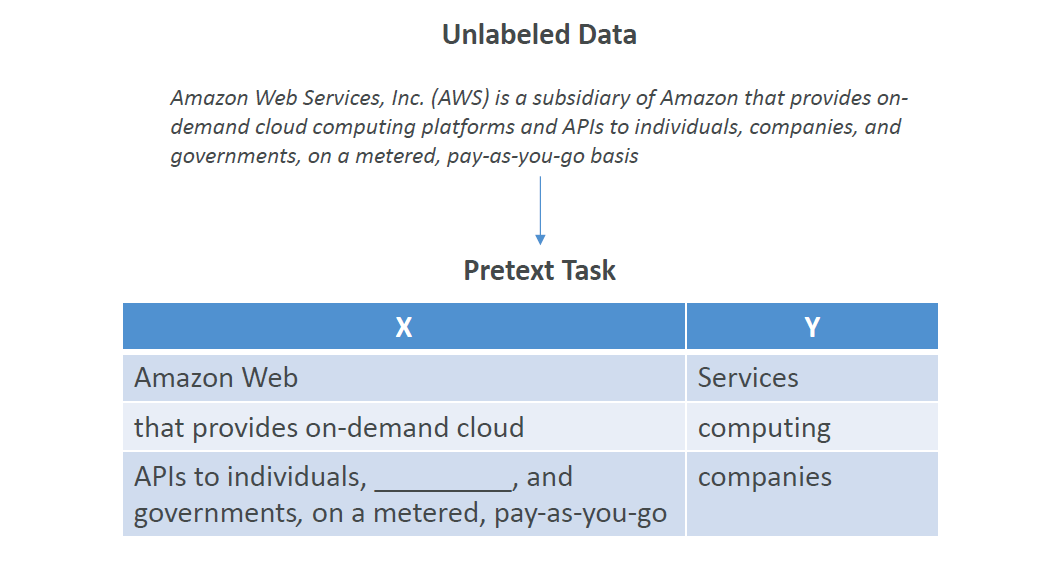 Unlabeled Data
Amazon Web Services, Inc. (AWS) is a subsidiary of Amazon that provides on-
demand cloud computing platforms and APIs to individuals, companies, and
governments, on a metered, pay-as-you-go basis
Pretext Task
X Y
Amazon Web Services
that provides on-demand cloud computing
APIs to individuals, __________, and companies
governments, on a metered, pay-as-you-go